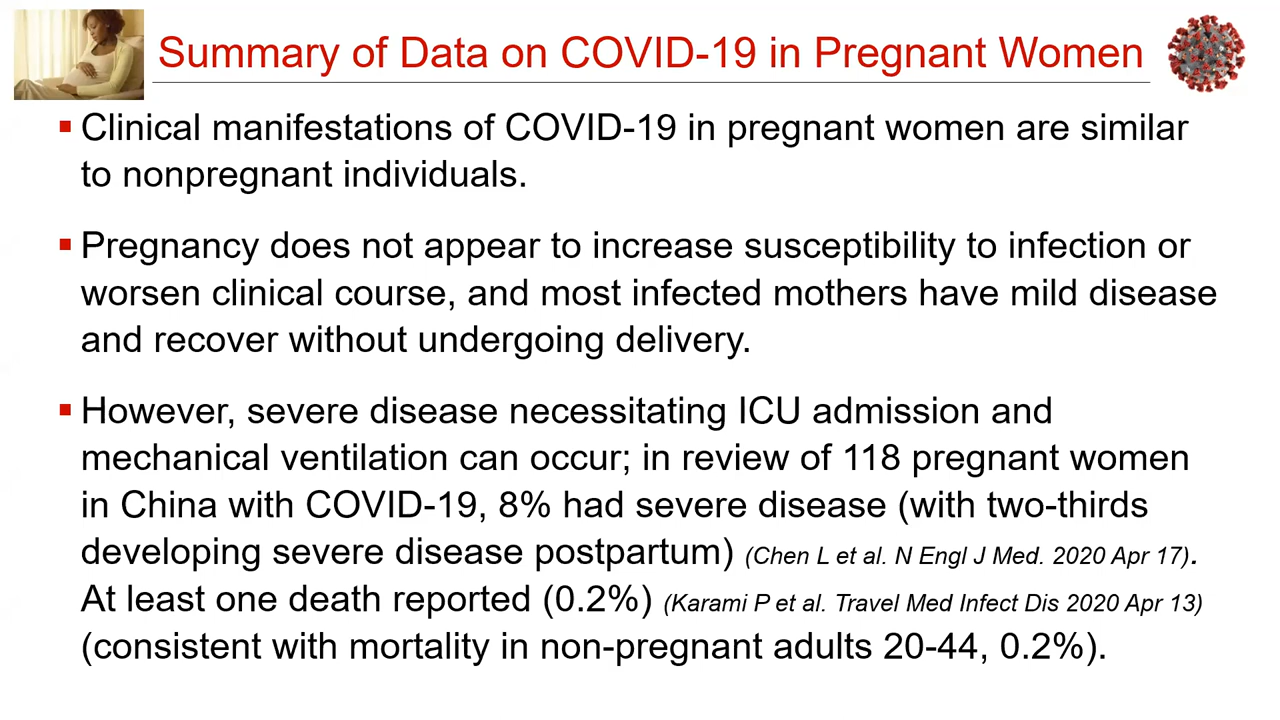 Summary of Data on COVID-19 in Pregnant Women
▪ Clinical manifestations of COVID-19 in pregnant women are similar
to nonpregnant individuals.
▪ Pregnancy does not appear to increase susceptibility to infection or
worsen clinical course, and most infected mothers have mild disease
and recover without undergoing delivery.
▪ However, severe disease necessitating ICU admission and
mechanical ventilation can occur; in review of 118 pregnant women
in China with COVID-19, 8% had severe disease (with two-thirds
developing severe disease postpartum) (Chen L et al. N Engl J Med. 2020 Apr 17).
At least one death reported (0.2%) (Karami P et al. Travel Med Infect Dis 2020 Apr 13)
(consistent with mortality in non-pregnant adults 20-44, 0.2%).